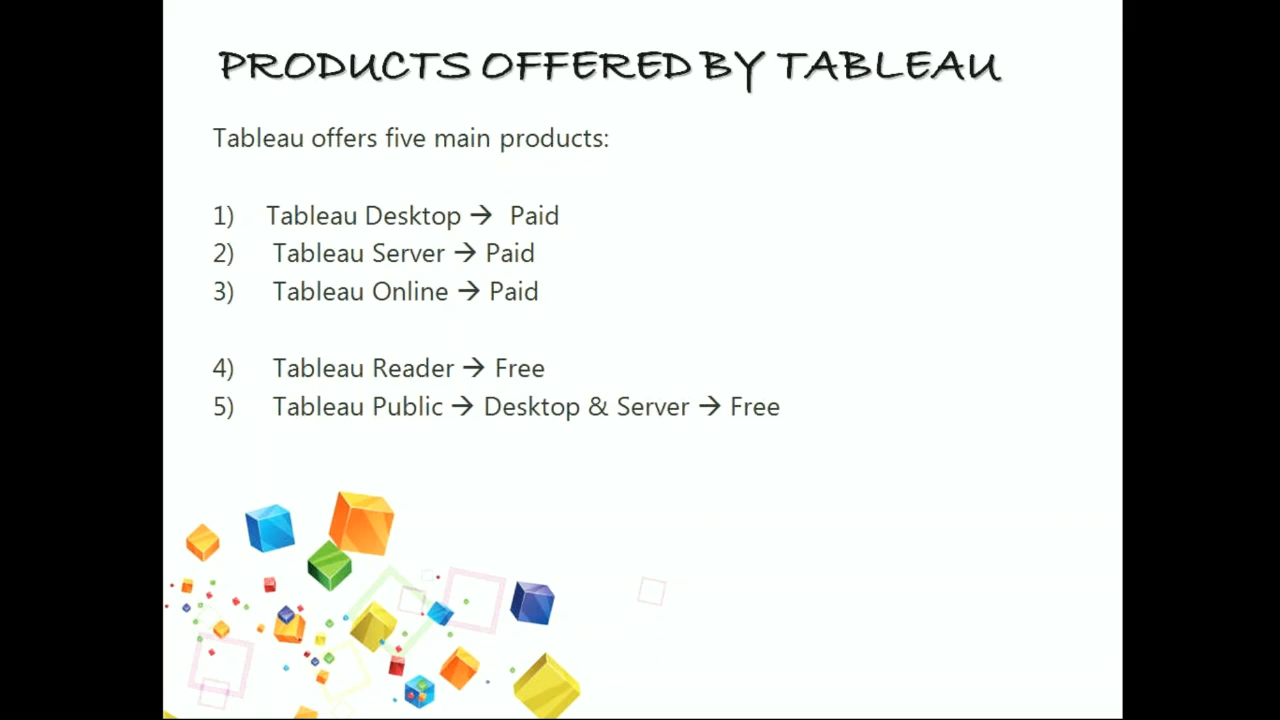 PRODUCTS OFFERED BY TABLEAU
Tableau offers five main products:
1) Tableau Desktop → Paid
2) Tableau Server → Paid
3) Tableau Online → Paid
4) Tableau Reader → Free
5) Tableau Public → Desktop & Server → Free